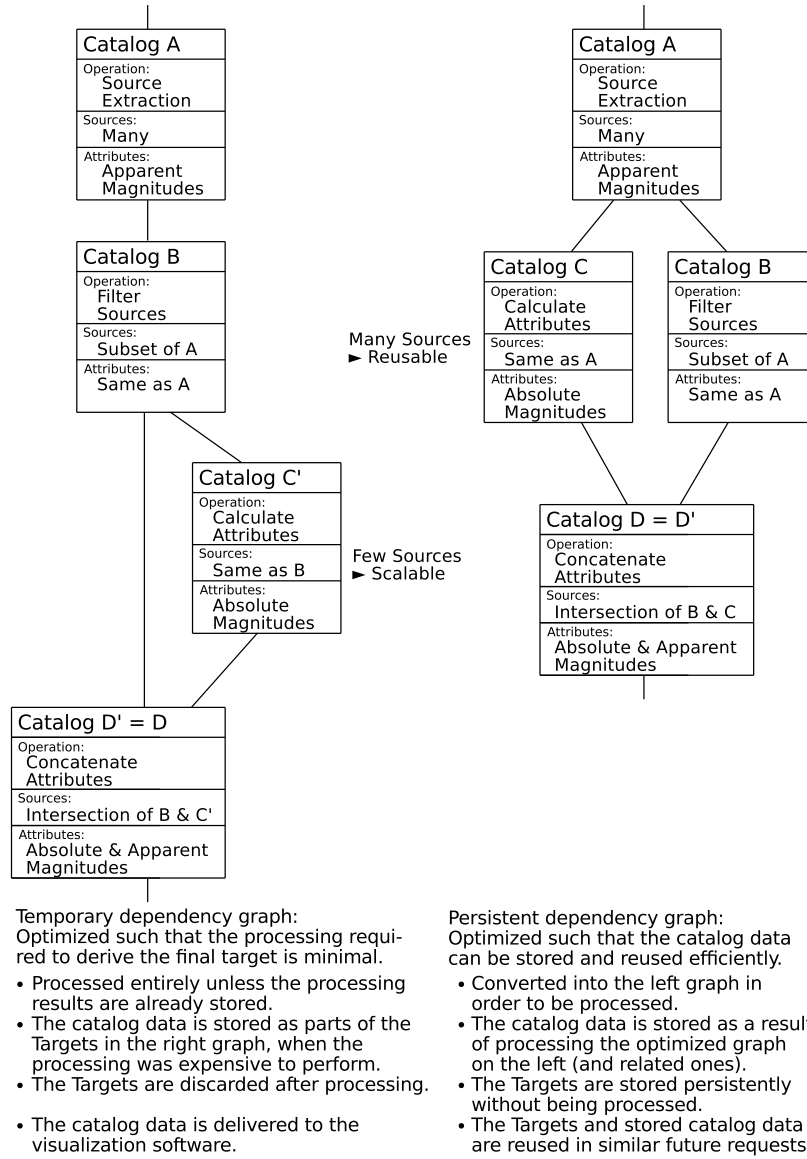 Catalog A
Operation:
Source
Extraction
Sources:
Many
Attributes:
Apparent
Magnitudes
Catalog B
Operation:
Filter
Sources
Sources:
Subset of A
Attributes:
Same as A
Catalog C'
Operation:
Calculate
Attributes
Sources:
Same as B
Attributes:
Absolute
Magnitudes
Few Sources
► Scalable
Catalog D' = D
Operation:
Concatenate
Attributes
Sources:
Intersection of B & C'
Attributes:
Absolute & Apparent
Magnitudes
Temporary dependency graph:
Optimized such that the processing requi-
red to derive the final target is minimal.
• Processed entirely unless the processing
results are already stored.
• The catalog data is stored as parts of the
Targets in the right graph, when the
processing was expensive to perform.
• The Targets are discarded after processing.
• The catalog data is delivered to the
visualization software.
Catalog A
Operation:
Source
Extraction
Sources:
Many
Attributes:
Apparent
Magnitudes
Many Sources
► Reusable
Catalog C
Operation:
Calculate
Attributes
Sources:
Same as A
Attributes:
Absolute
Magnitudes
Catalog B
Operation:
Filter
Sources
Sources:
Subset of A
Attributes:
Same as A
Catalog D = D'
Operation:
Concatenate
Attributes
Sources:
Intersection of B & C
Attributes:
Absolute & Apparent
Magnitudes
Persistent dependency graph:
Optimized such that the catalog data
can be stored and reused efficiently.
• Converted into the left graph in
order to be processed.
• The catalog data is stored as a result
of processing the optimized graph
on the left (and related ones).
• The Targets are stored persistently
without being processed.
• The Targets and stored catalog data
are reused in similar future requests